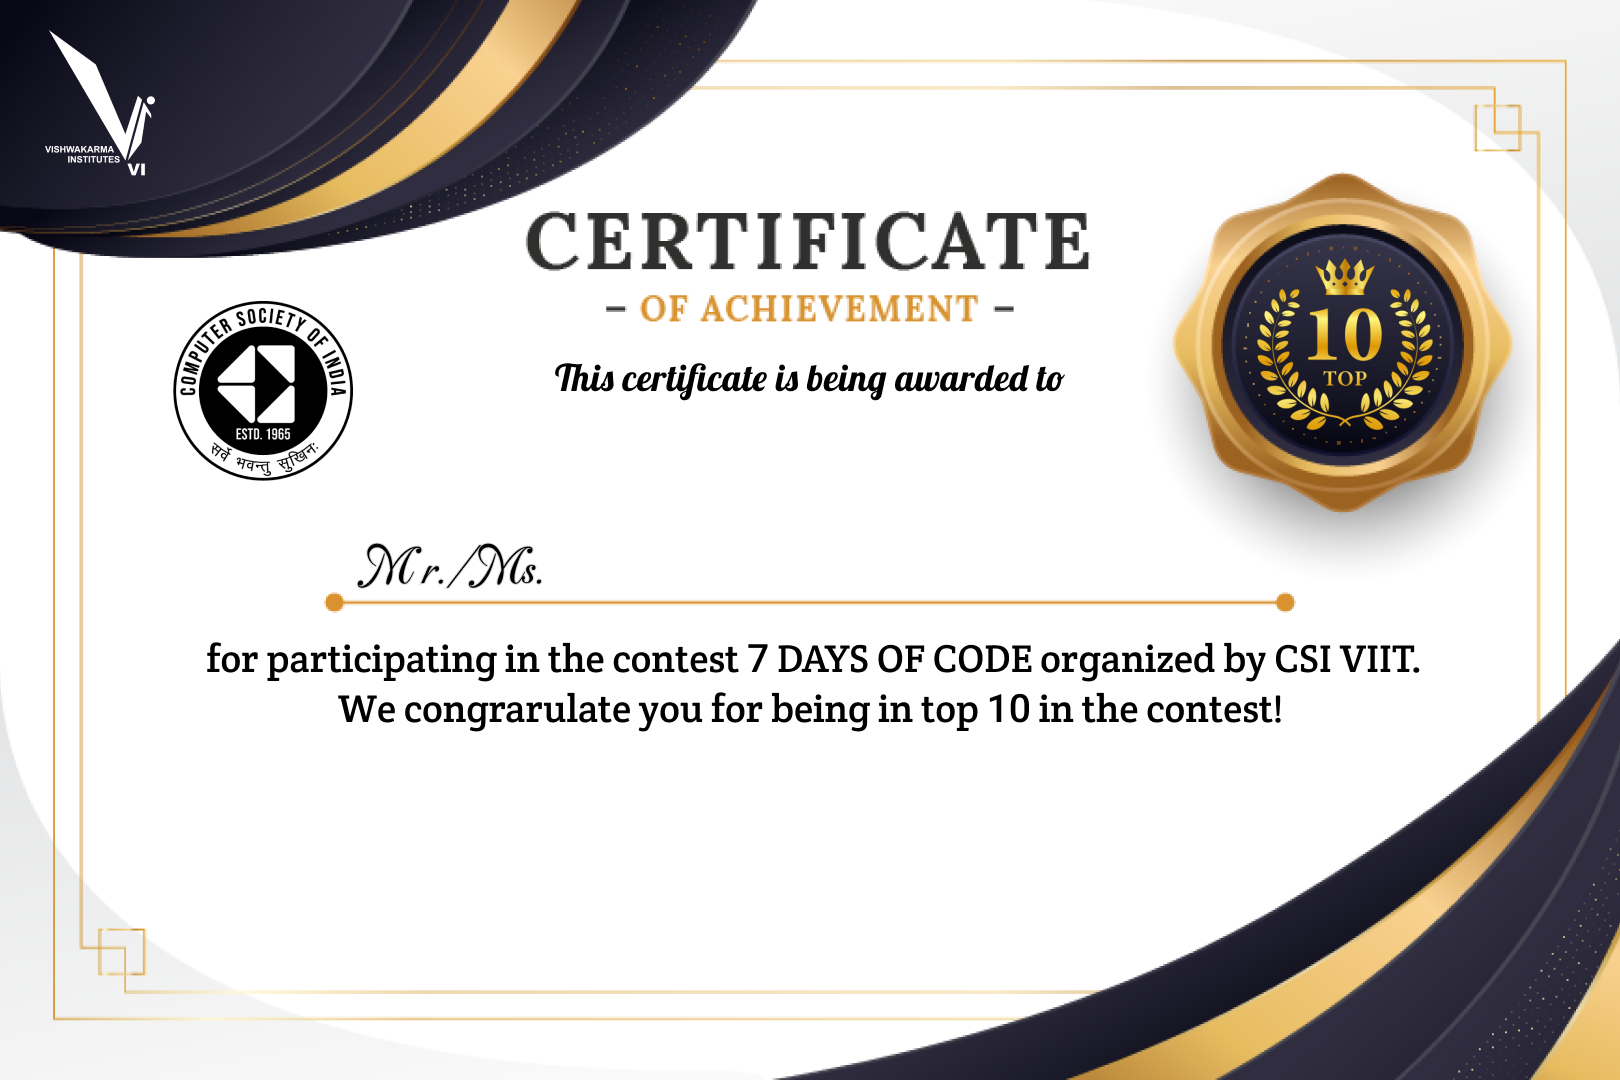 VISHWAKARMA
INSTITUTES
VI
CERTIFICATE
– OF ACHIEVEMENT –
This certificate is being awarded to
COMPUTER SOCIETY OF INDIA
ESTD. 1965
सर्वे भवन्तु सुखिनः
10
TOP
Mr./Ms.
for participating in the contest 7 DAYS OF CODE organized by CSI VIIT.
We congrarulate you for being in top 10 in the contest!